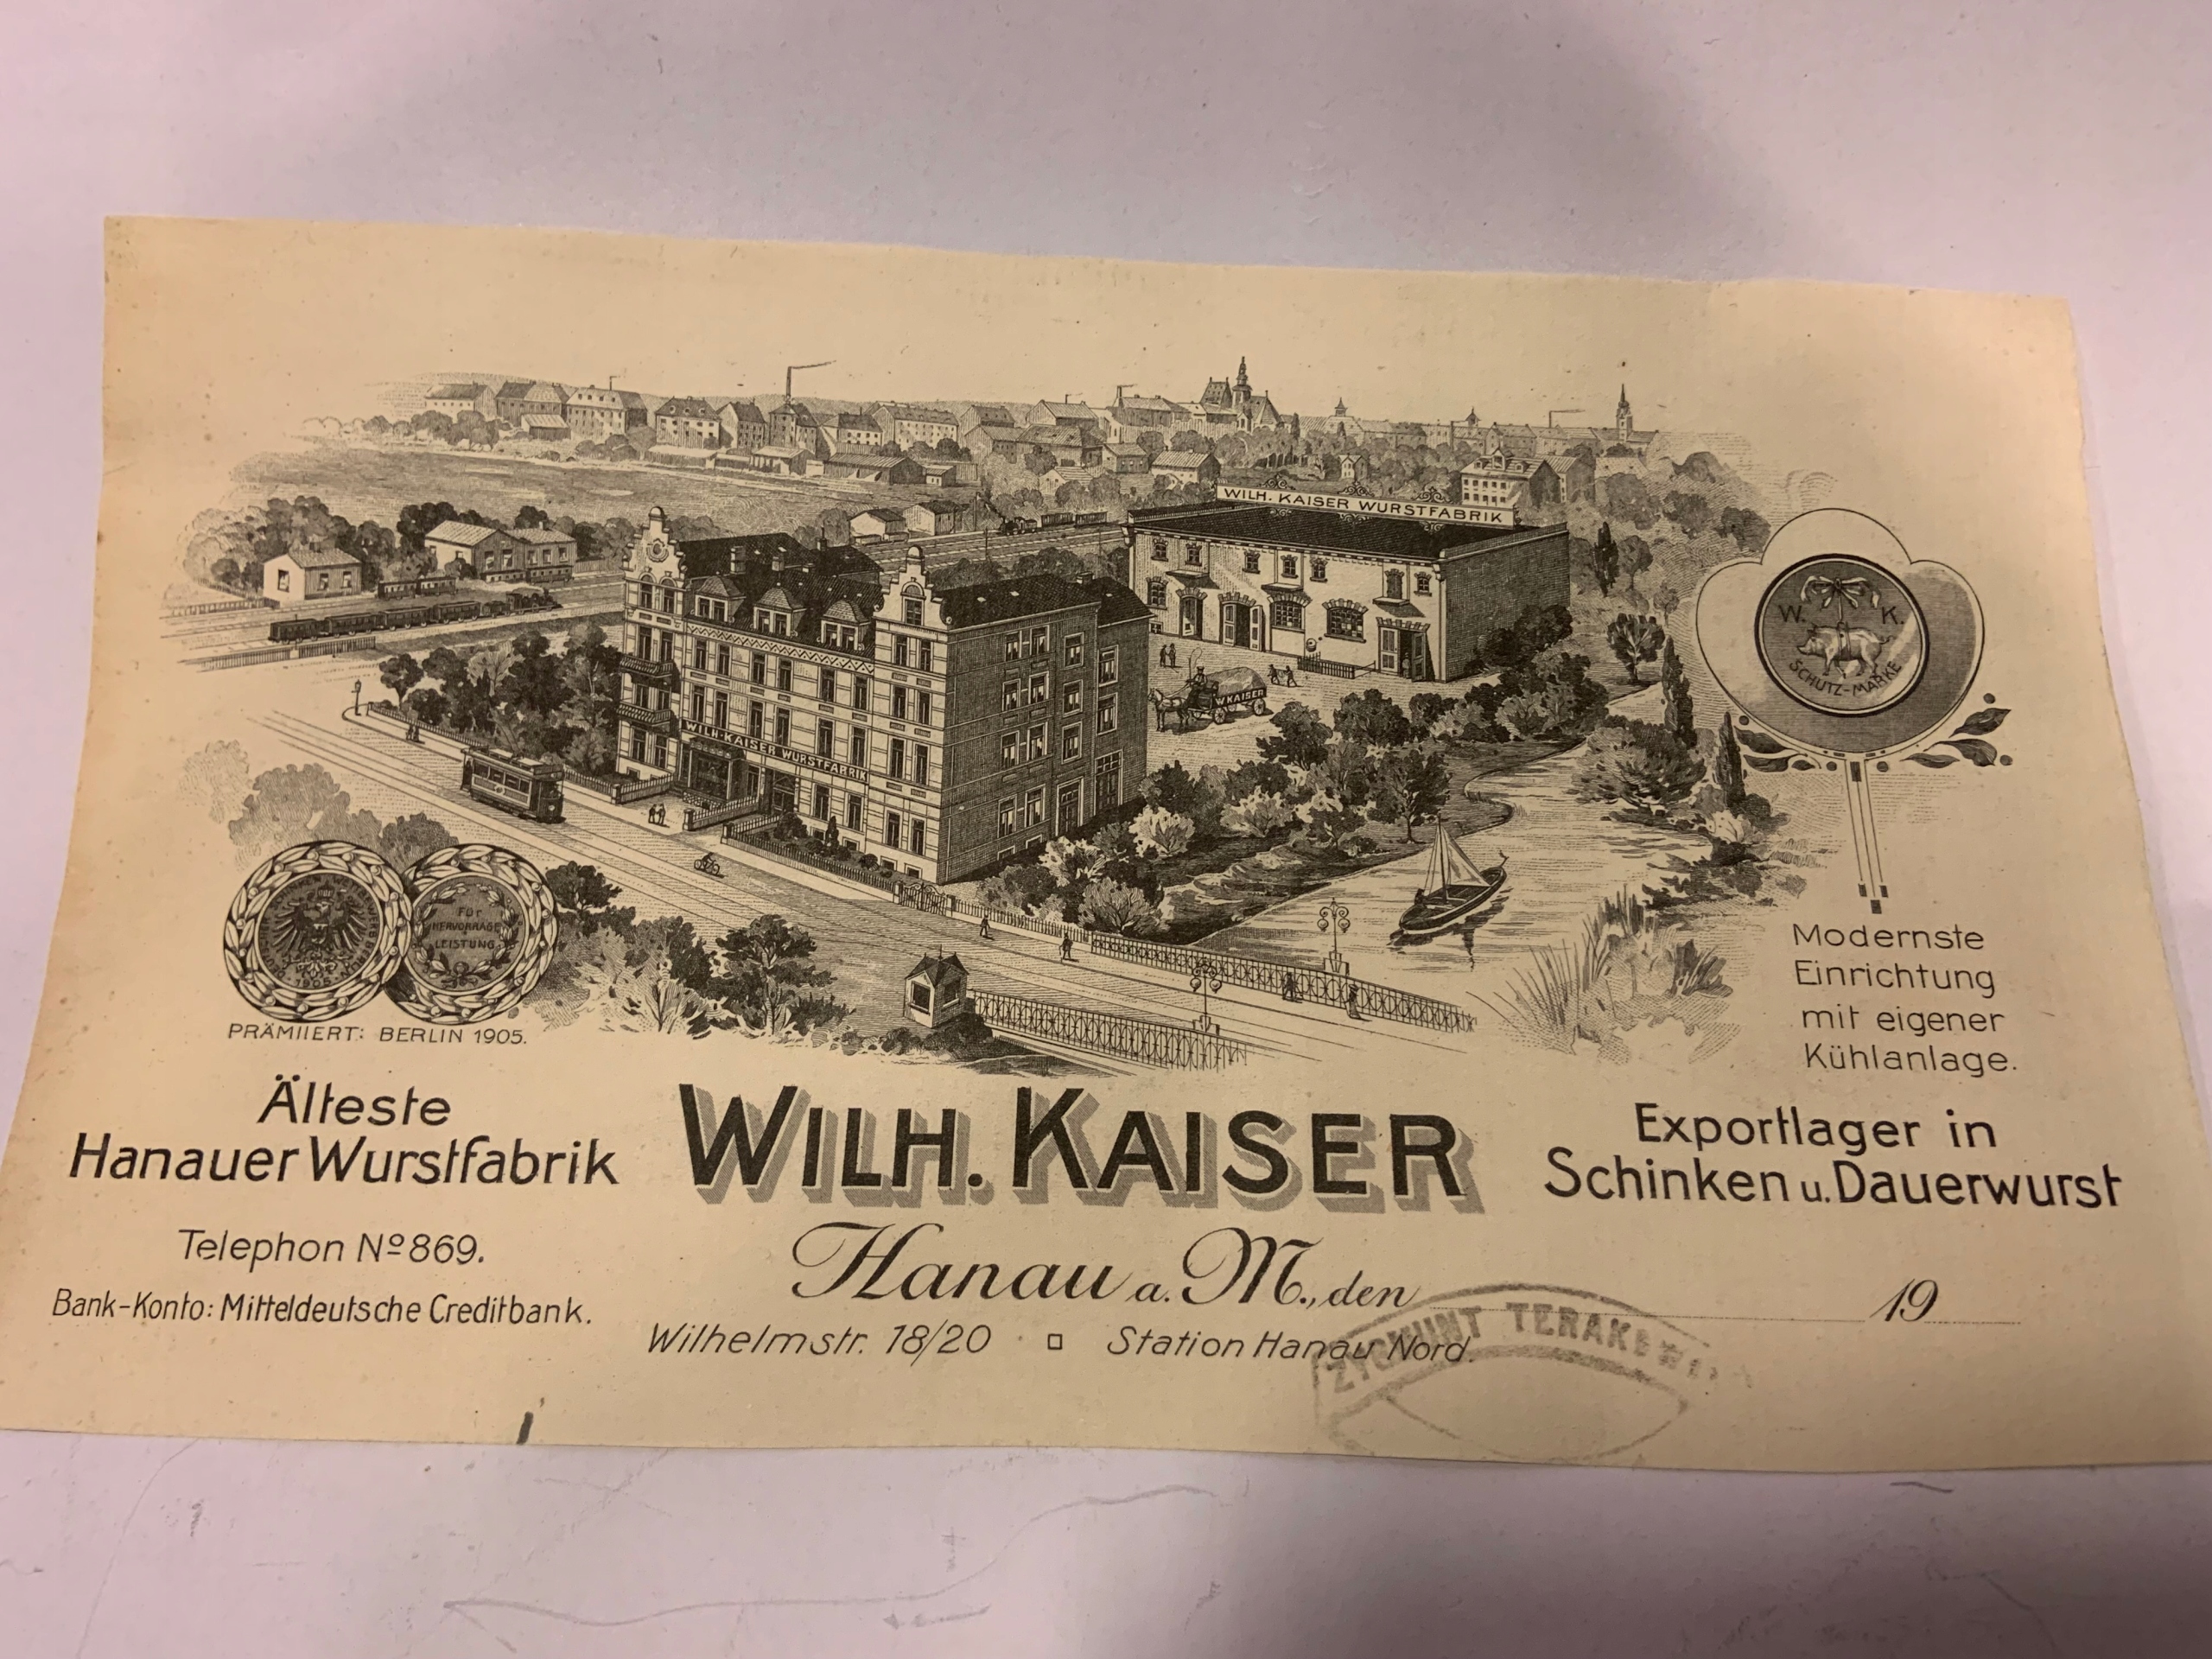 WILH. KAISER WURSTFABRIK
W. K.
SCHUTZ-MARKE
W. KAISER
WILH. KAISER WURSTFABRIK
FÜR
HERVORRAGE
LEISTUNG
1905
PRÄMIIERT: BERLIN 1905.
Modernste
Einrichtung
mit eigener
Kühlanlage.
Älteste
Hanauer Wurstfabrik
WILH. KAISER
Exportlager in
Schinken u. Dauerwurst
Telephon Nº 869.
Hanau a. M., den 19
Bank-Konto: Mitteldeutsche Creditbank.
Wilhelmstr. 18/20 □ Station Hanau Nord.
ZYGMUNT